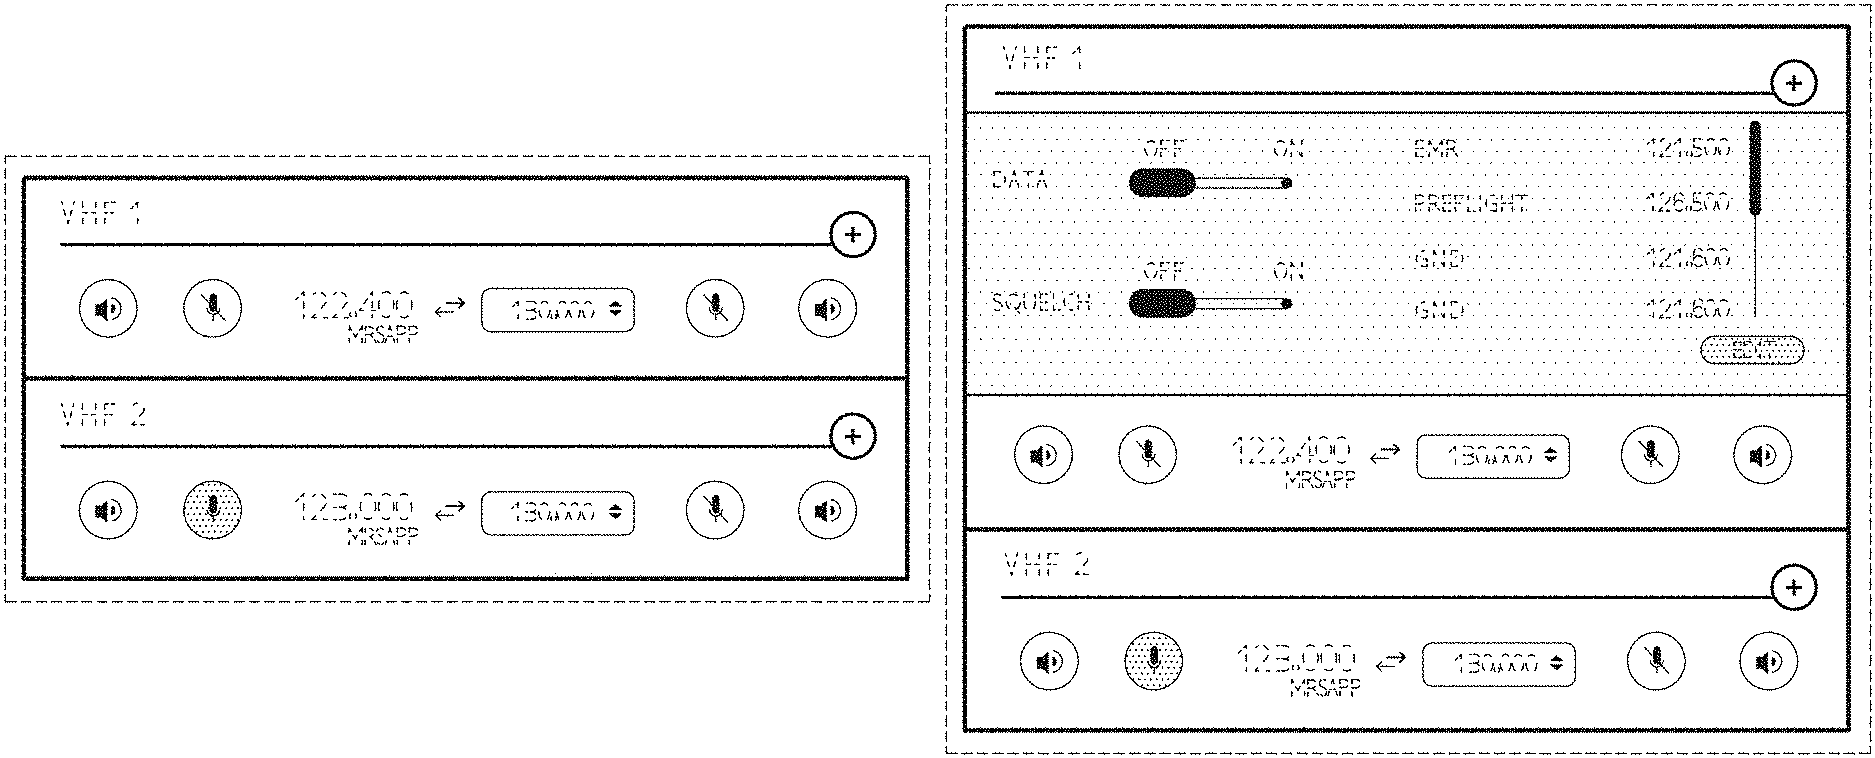 VHF 1
122.400 130.000
MRSAPP
VHF 2
123.000 130.000
MRSAPP
VHF 1
OFF ON
DATA
OFF ON
SQUELCH
EMR 121.500
PREFLIGHT 126.500
GND 121.600
GND 121.600
EDIT
122.400 130.000
MRSAPP
VHF 2
123.000 130.000
MRSAPP